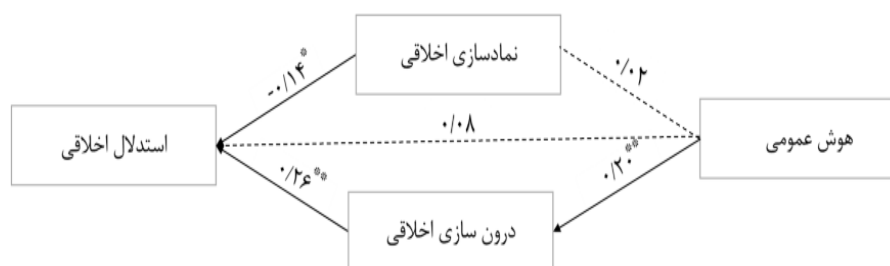 نمادسازی اخلاقی
-۰/۱۴*
۰/۰۲
هوش عمومی
۰/۰۸
استدلال اخلاقی
۰/۲۰**
۰/۲۶**
درون سازی اخلاقی